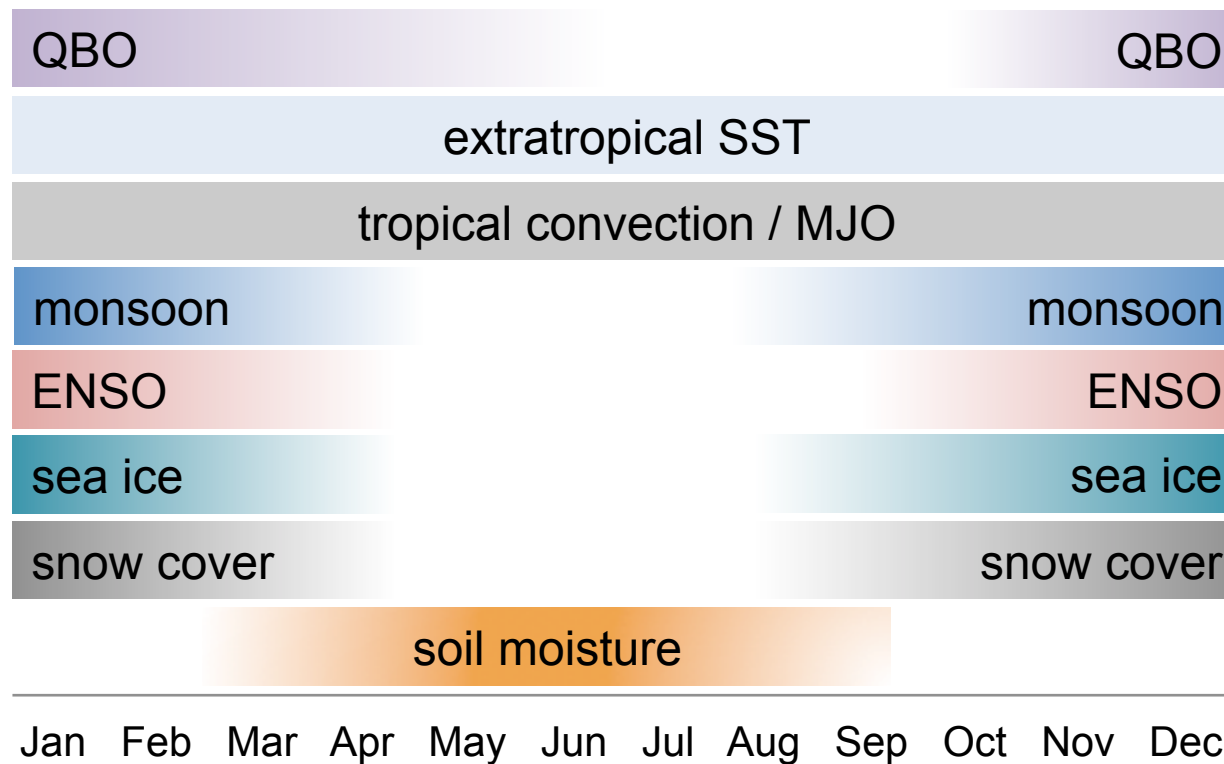 QBO QBO
extratropical SST
tropical convection / MJO
monsoon monsoon
ENSO ENSO
sea ice sea ice
snow cover snow cover
soil moisture
Jan Feb Mar Apr May Jun Jul Aug Sep Oct Nov Dec